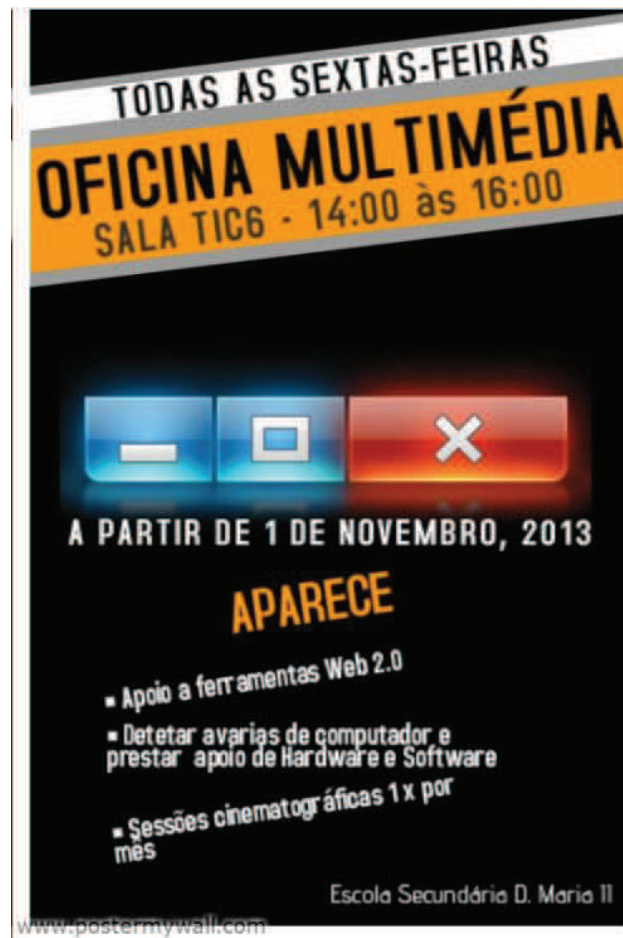 TODAS AS SEXTAS-FEIRAS
OFICINA MULTIMÉDIA
SALA TIC6 - 14:00 às 16:00
A PARTIR DE 1 DE NOVEMBRO, 2013
APARECE
▪ Apoio a ferramentas Web 2.0
▪ Detetar avarias de computador e
prestar apoio de Hardware e Software
▪ Sessões cinematográficas 1x por
mês
Escola Secundária D. Maria II
www.postermywall.com